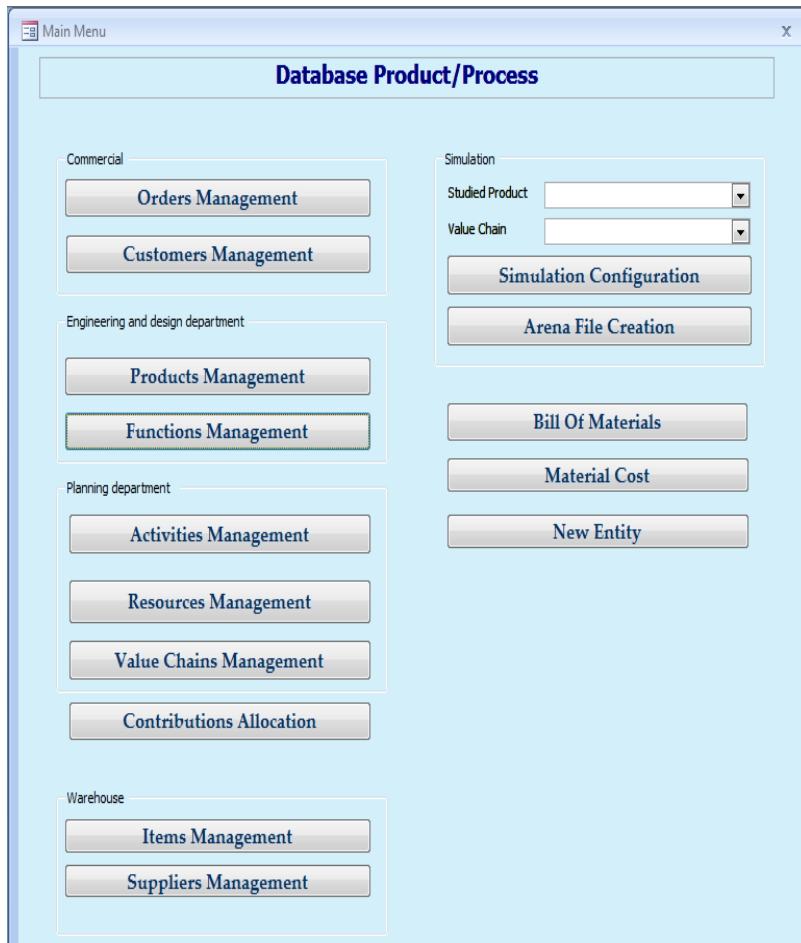 Main Menu
x
Database Product/Process
Commercial
Orders Management
Customers Management
Engineering and design department
Products Management
Functions Management
Planning department
Activities Management
Resources Management
Value Chains Management
Contributions Allocation
Warehouse
Items Management
Suppliers Management
Simulation
Studied Product
Value Chain
Simulation Configuration
Arena File Creation
Bill Of Materials
Material Cost
New Entity